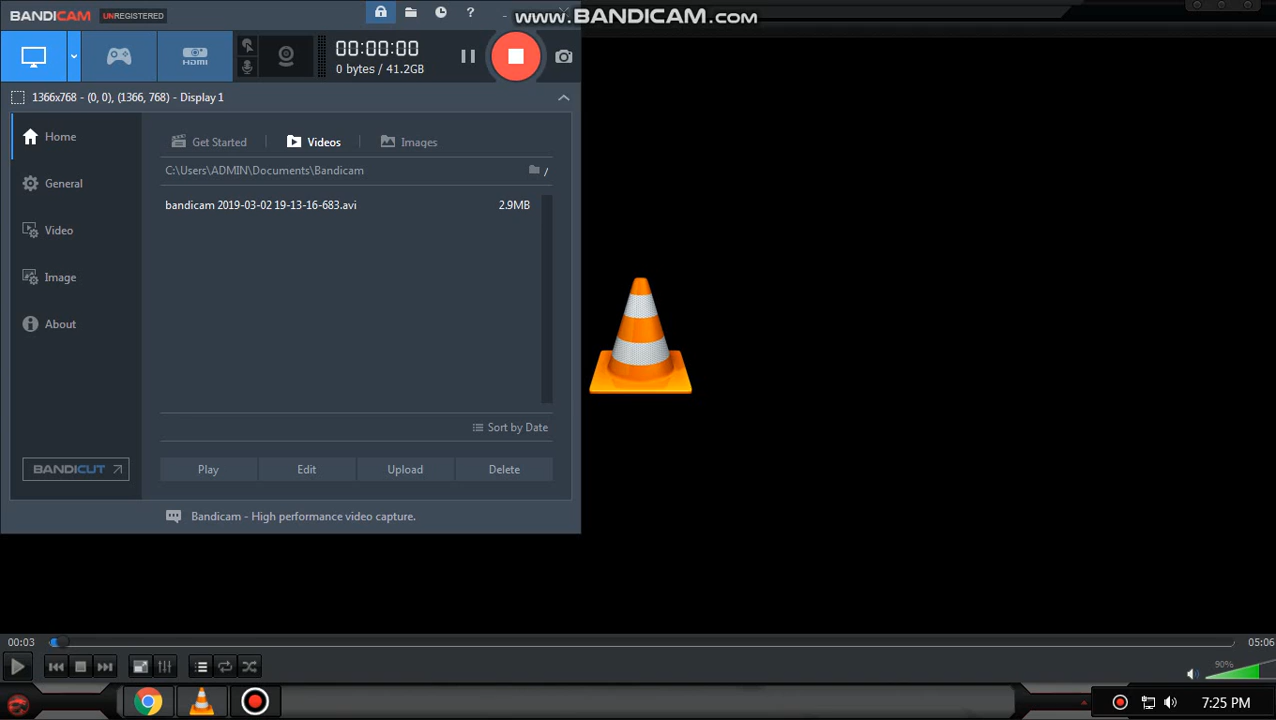 BANDICAM UNREGISTERED
?
www.BANDICAM.COM
HDMI
00:00:00
0 bytes / 41.2GB
1366x768 - (0, 0), (1366, 768) - Display 1
Home
General
Video
Image
About
BANDICUT
Get Started
Videos
Images
C:\Users\ADMIN\Documents\Bandicam
/
bandicam 2019-03-02 19-13-16-683.avi 2.9MB
Sort by Date
Play Edit Upload Delete
Bandicam - High performance video capture.
00:03 05:06
90%
7:25 PM